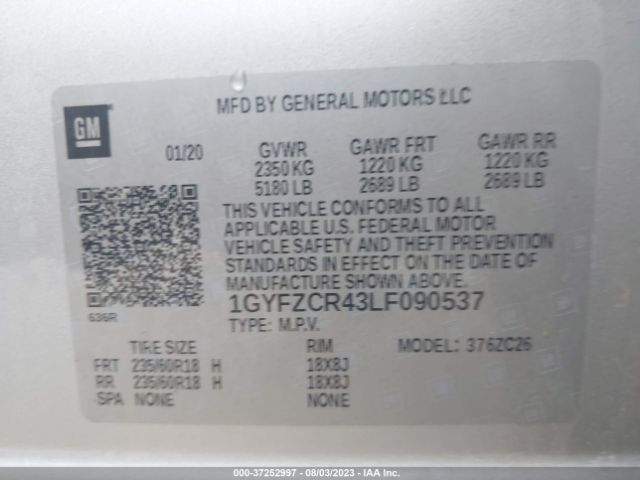 MFD BY GENERAL MOTORS LLC
GM
01/20 GVWR GAWR FRT GAWR RR
2350 KG 1220 KG 1220 KG
5180 LB 2689 LB 2689 LB
THIS VEHICLE CONFORMS TO ALL
APPLICABLE U.S. FEDERAL MOTOR
VEHICLE SAFETY AND THEFT PREVENTION
STANDARDS IN EFFECT ON THE DATE OF
MANUFACTURE SHOWN ABOVE.
636R 1GYFZCR43LF090537
TYPE: M.P.V.
TIRE SIZE RIM MODEL: 376ZC26
FRT 235/60R18 H 18X8J
RR 235/60R18 H 18X8J
SPA NONE NONE
000-37252997 - 08/03/2023 - IAA Inc.